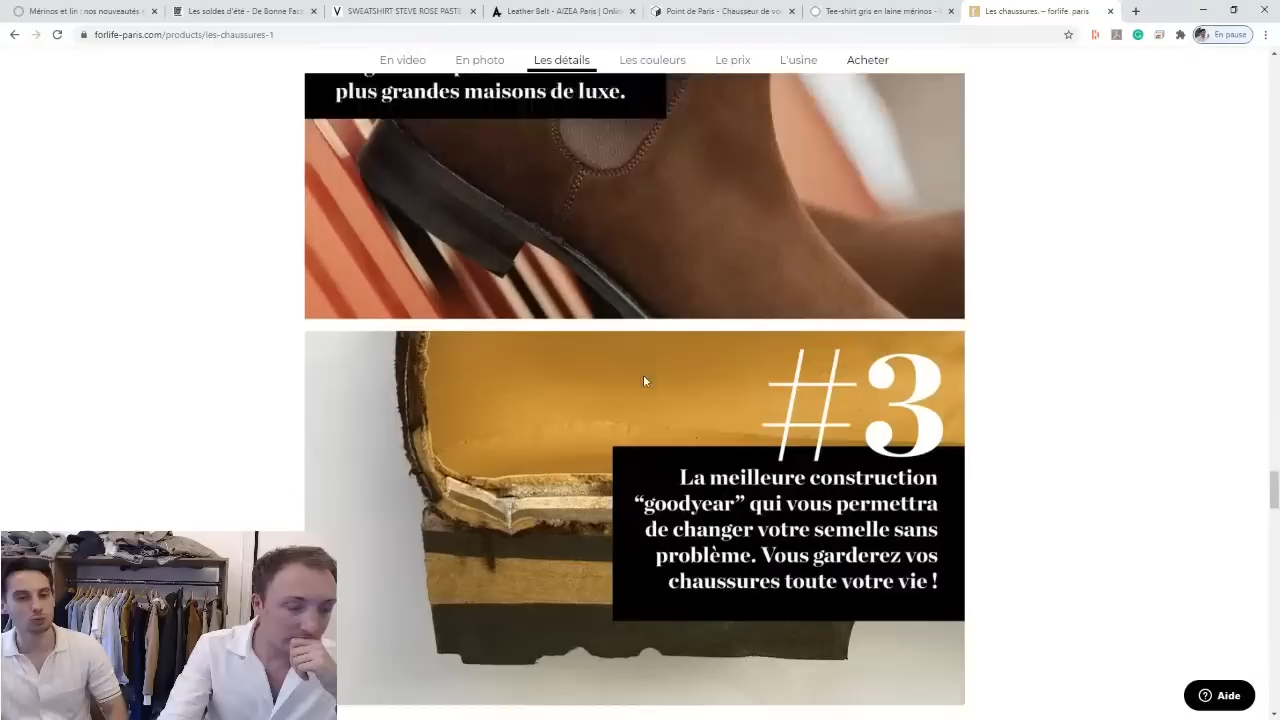 Mérinos et lin : nos nouveautés
Les soldes d'été - De Bonne Fac
SWEATSHIRT STEVE ROSE PASTE
Leather Belt - AIZEA Paris | Onlin
Point de Paris - Chausseur de vo
Tee-shirt gris en laine mérinos -
Les chaussures. – forlife. paris
forlife-paris.com/products/les-chaussures-1
En pause
En video
En photo
Les détails
Les couleurs
Le prix
L'usine
Acheter
plus grandes maisons de luxe.
#3
La meilleure construction
“goodyear” qui vous permettra
de changer votre semelle sans
problème. Vous garderez vos
chaussures toute votre vie !
Aide